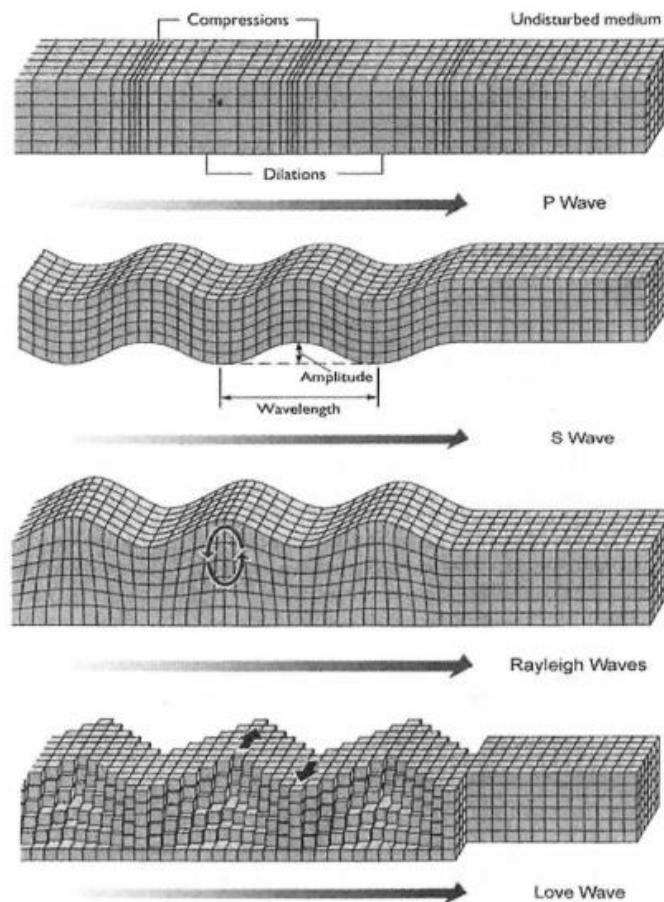 Compressions
Undisturbed medium
Dilations
P Wave
Amplitude
Wavelength
S Wave
Rayleigh Waves
Love Wave